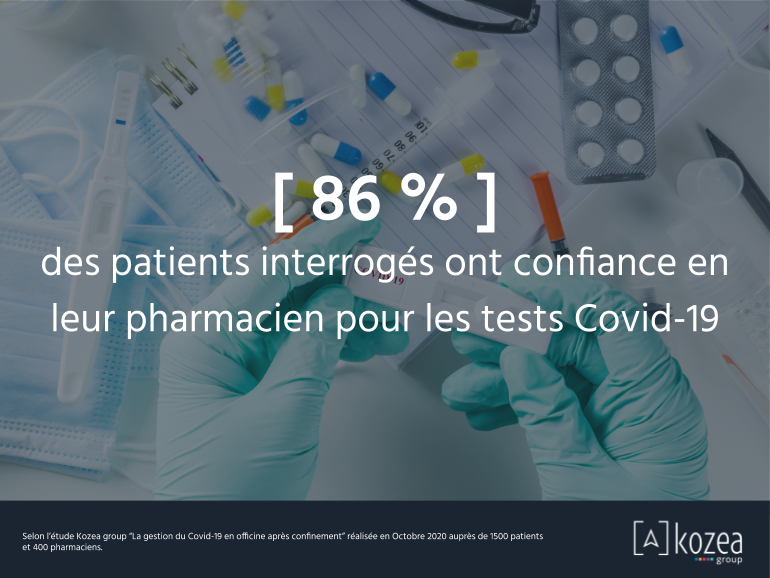 [ 86 % ]
des patients interrogés ont confiance en
leur pharmacien pour les tests Covid-19
Selon l'étude Kozea group "La gestion du Covid-19 en officine après confinement" réalisée en Octobre 2020 auprès de 1500 patients
et 400 pharmaciens.
[A] kozea
group